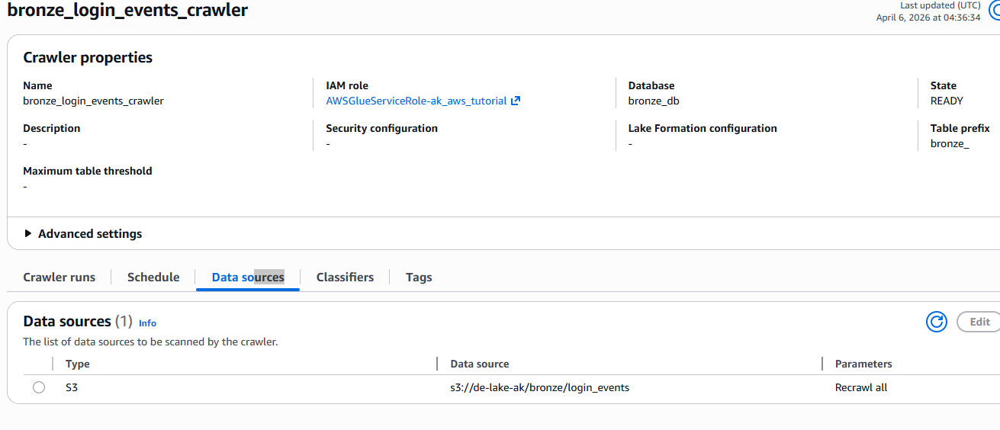 bronze_login_events_crawler
Last updated (UTC)
April 6, 2026 at 04:36:34
Crawler properties
Name
IAM role
Database
State
bronze_login_events_crawler
AWSGlueServiceRole-ak_aws_tutorial
bronze_db
READY
Description
Security configuration
Lake Formation configuration
Table prefix
-
-
-
bronze_
Maximum table threshold
-
Advanced settings
Crawler runs
Schedule
Data sources
Classifiers
Tags
Data sources (1) Info
Edit
The list of data sources to be scanned by the crawler.
Type
Data source
Parameters
S3
s3://de-lake-ak/bronze/login_events
Recrawl all